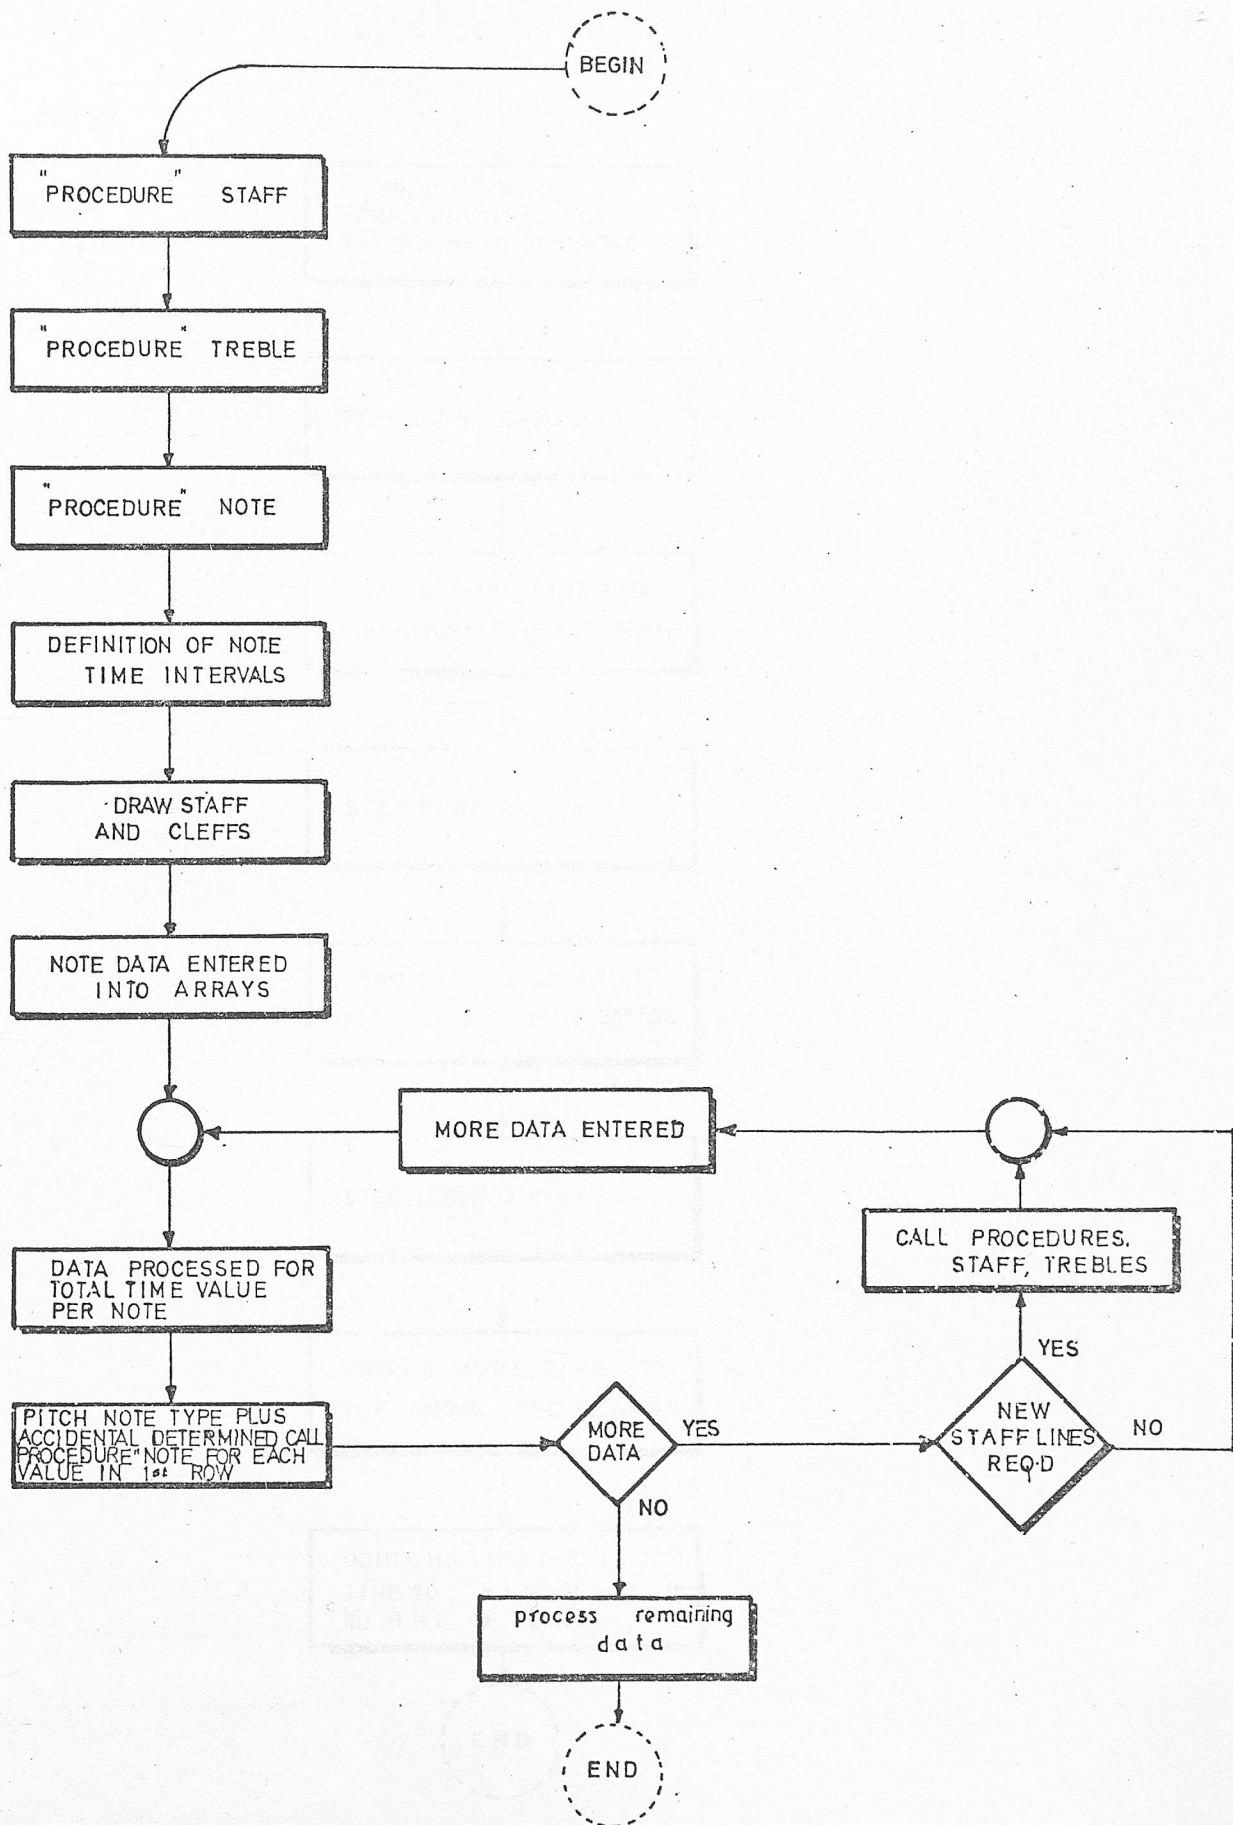 BEGIN
"PROCEDURE" STAFF
"PROCEDURE" TREBLE
"PROCEDURE" NOTE
DEFINITION OF NOTE
TIME INTERVALS
DRAW STAFF
AND CLEFFS
NOTE DATA ENTERED
INTO ARRAYS
MORE DATA ENTERED
CALL PROCEDURES.
STAFF, TREBLES
DATA PROCESSED FOR
TOTAL TIME VALUE
PER NOTE
YES
PITCH NOTE TYPE PLUS
ACCIDENTAL DETERMINED CALL
PROCEDURE"NOTE FOR EACH
VALUE IN 1st ROW
MORE
DATA
YES
NEW
STAFF LINES
REQ'D
NO
NO
process remaining
data
END